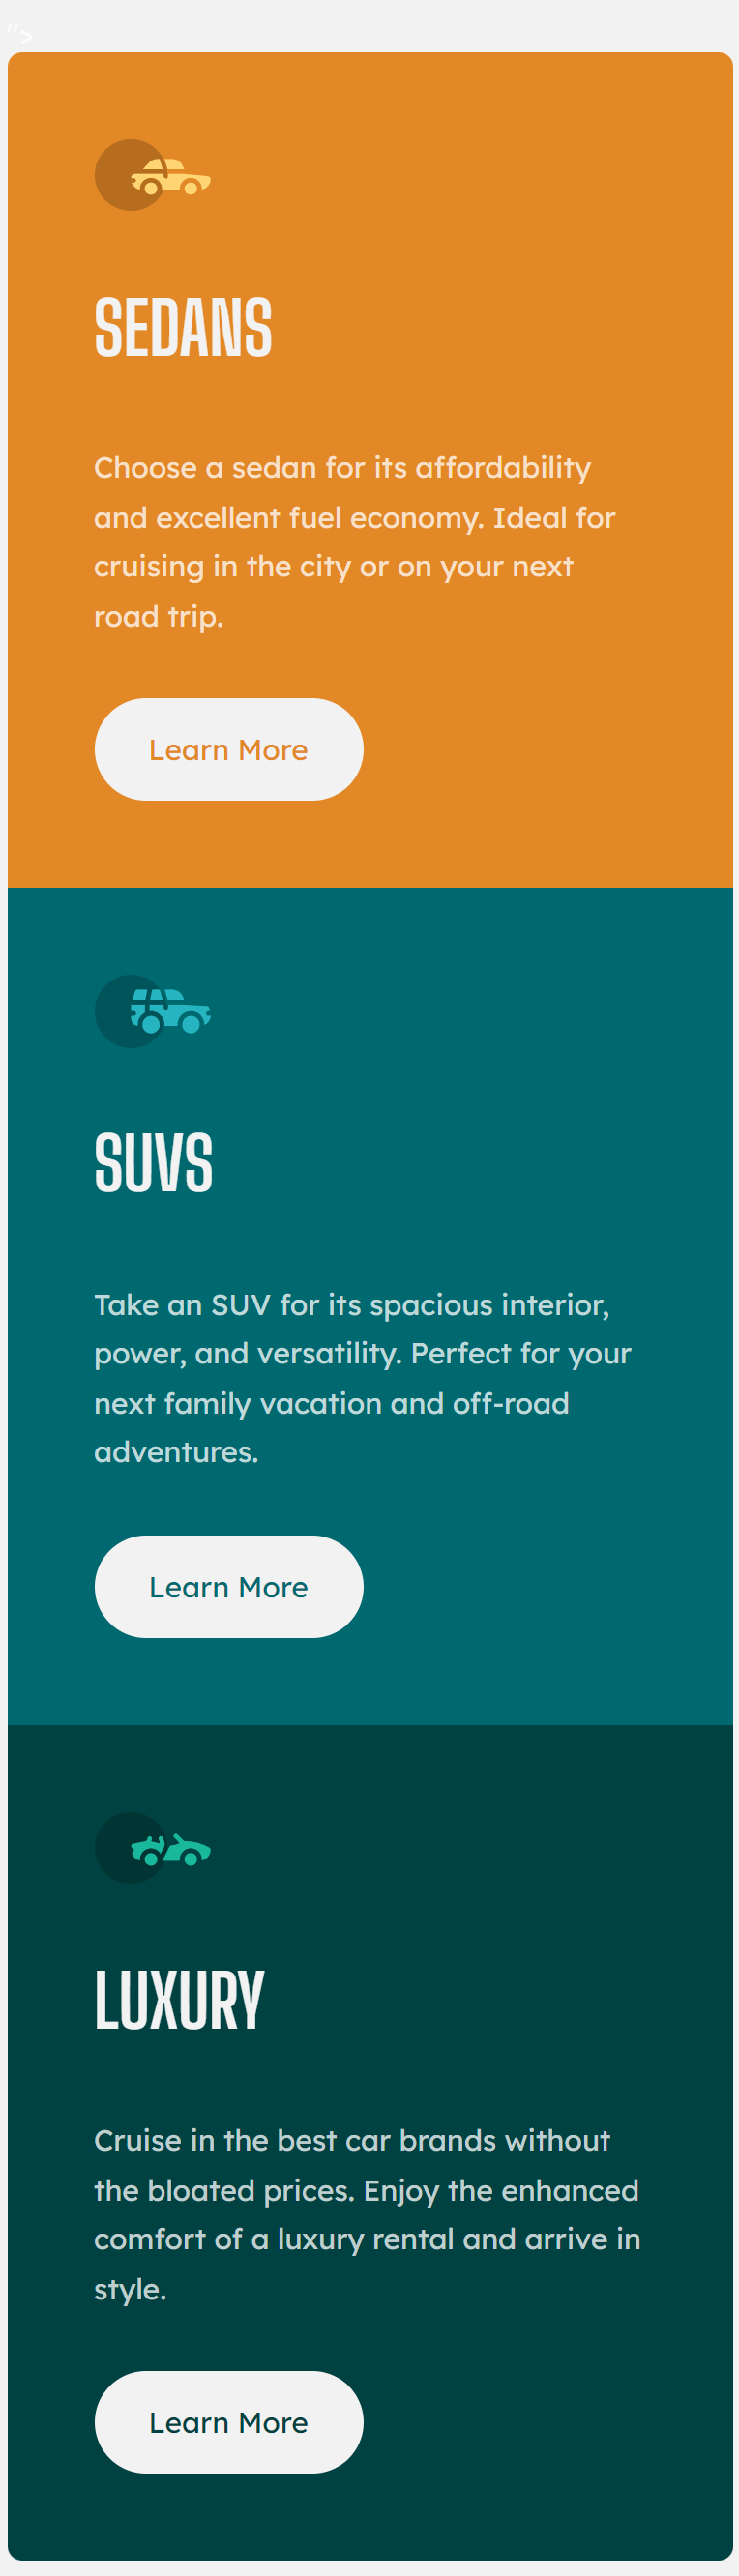 ">
SEDANS
Choose a sedan for its affordability
and excellent fuel economy. Ideal for
cruising in the city or on your next
road trip.
Learn More
SUVS
Take an SUV for its spacious interior,
power, and versatility. Perfect for your
next family vacation and off-road
adventures.
Learn More
LUXURY
Cruise in the best car brands without
the bloated prices. Enjoy the enhanced
comfort of a luxury rental and arrive in
style.
Learn More